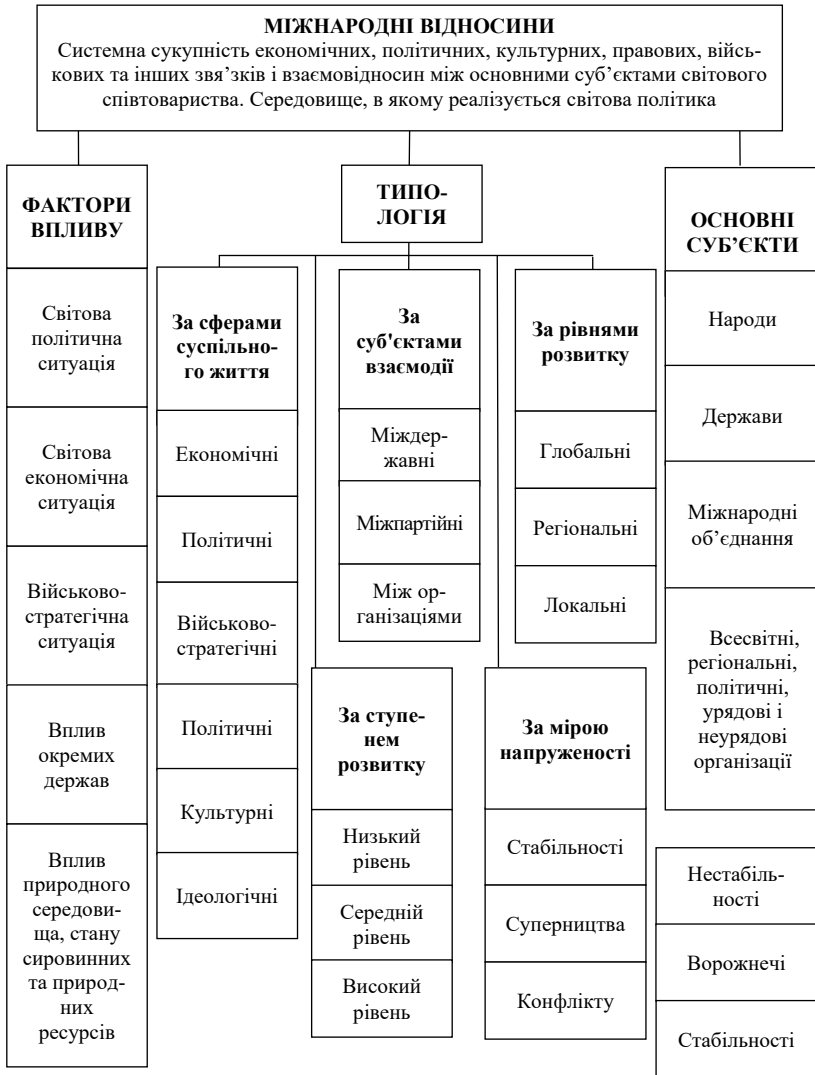 МІЖНАРОДНІ ВІДНОСИНИ
Системна сукупність економічних, політичних, культурних, правових, війсь-
кових та інших звя’зків і взаємовідносин між основними суб’єктами світового
співтовариства. Середовище, в якому реалізується світова політика
ФАКТОРИ
ВПЛИВУ
Світова
політична
ситуація
Світова
економічна
ситуація
Військово-
стратегічна
ситуація
Вплив
окремих
держав
Вплив
природного
середови-
ща, стану
сировинних
та природ-
них
ресурсів
ТИПО-
ЛОГІЯ
За сферами
суспільно-
го життя
Економічні
Політичні
Військово-
стратегічні
Політичні
Культурні
Ідеологічні
За
суб'єктами
взаємодії
Міждер-
жавні
Міжпартійні
Між ор-
ганізаціями
За рівнями
розвитку
Глобальні
Регіональні
Локальні
За ступе-
нем
розвитку
Низький
рівень
Середній
рівень
Високий
рівень
За мірою
напруженості
Стабільності
Суперництва
Конфлікту
Нестабіль-
ності
Ворожнечі
Стабільності
ОСНОВНІ
СУБ’ЄКТИ
Народи
Держави
Міжнародні
об’єднання
Всесвітні,
регіональні,
політичні,
урядові і
неурядові
організації